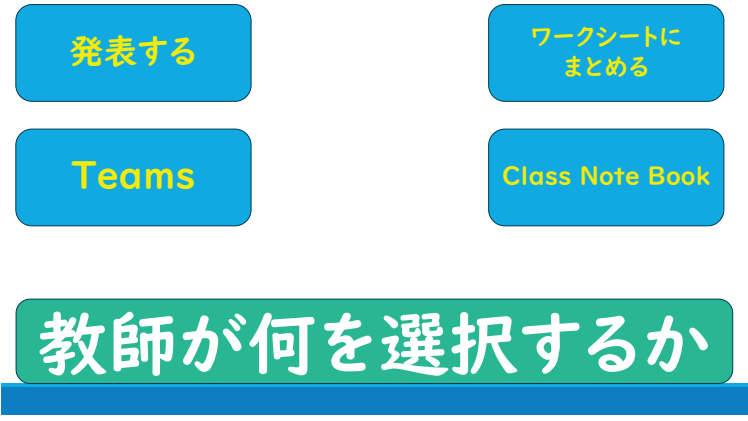 発表する
ワークシートに
まとめる
Teams
Class Note Book
教師が何を選択するか